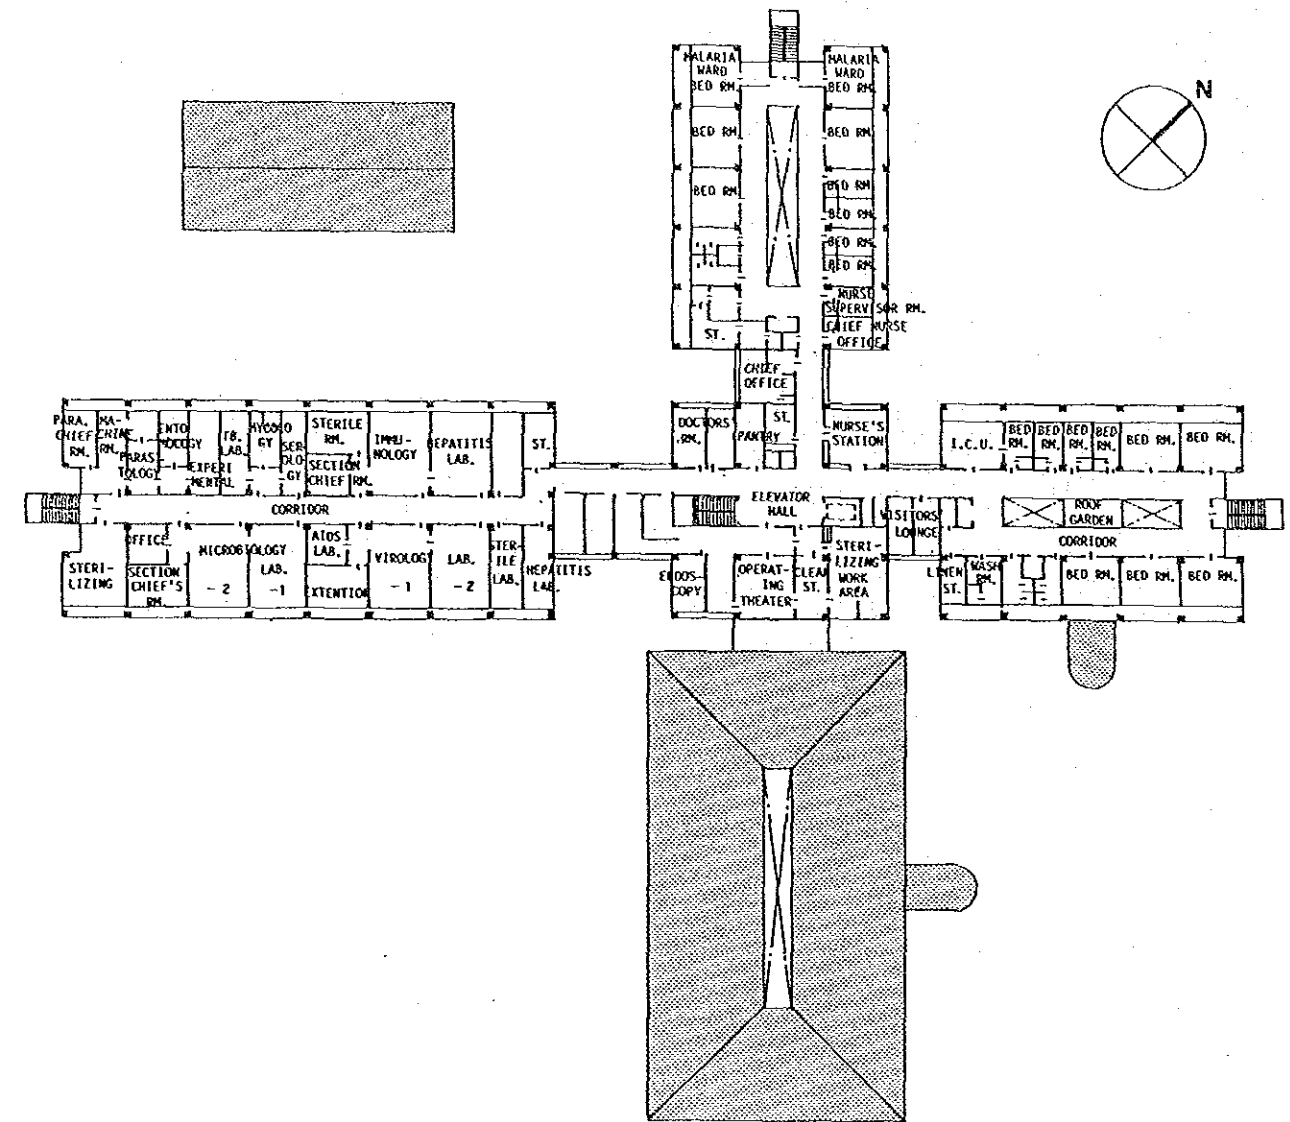 N
MALARIA
WARD
BED RM.
MALARIA
WARD
BED RM.
BED RM.
BED RM.
BED RM.
BED RM.
BED RM.
BED RM.
BED RM.
NURSE
SUPERVISOR RM.
CHIEF NURSE
OFFICE
ST.
CHIEF
OFFICE
PARA.
CHIEF
RM.
MA-
CHINE
RM.
PARAS
TOLOGY
ENTO
MOLOGY
EXPERI
MENTAL
TB.
LAB.
MYCOLO
GY
SER-
OLO
GY
STERILE
RM.
SECTION
CHIEF RM.
IMMU-
NOLOGY
HEPATITIS
LAB.
ST.
DOCTORS
RM.
PANTRY
ST.
NURSE'S
STATION
I.C.U.
BED
RM.
BED
RM.
BED
RM.
BED
RM.
BED RM.
BED RM.
CORRIDOR
ELEVATOR
HALL
VISITORS
LOUNGE
ROOF
GARDEN
CORRIDOR
STERI-
LIZING
OFFICE
SECTION
CHIEF'S
RM.
MICROBIOLOGY
LAB.
-2
-1
AIDS
LAB.
EXTENTION
VIROLOGY
-1
LAB.
-2
STER-
ILE
LAB.
HEPATITIS
LAB.
ENDOS-
COPY
OPERAT-
ING
THEATER
CLEAN
ST.
STERI-
LIZING
WORK
AREA
LINEN
ST.
WASH
RM.
BED RM.
BED RM.
BED RM.